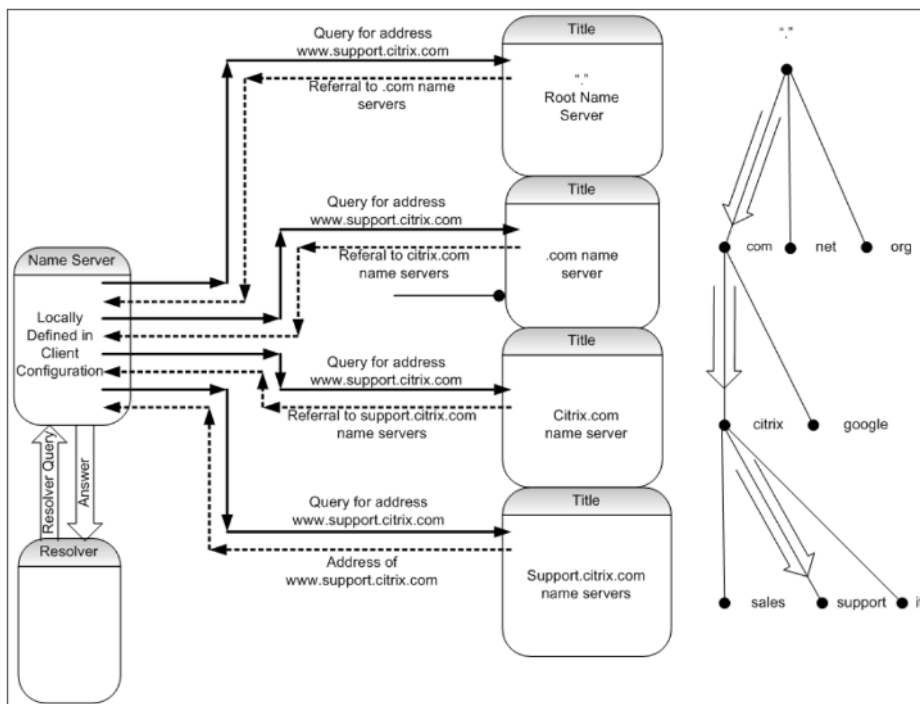 Query for address
www.support.citrix.com
Referral to .com name
servers
Title
"."
Root Name
Server
Query for address
www.support.citrix.com
Referal to citrix.com
name servers
Title
.com name
server
Name Server
Locally
Defined in
Client
Configuration
Query for address
www.support.citrix.com
Referral to support.citrix.com
name servers
Title
Citrix.com
name server
Query for address
www.support.citrix.com
Address of
www.support.citrix.com
Title
Support.citrix.com
name servers
Resolver Query
Answer
Resolver
"."
com
net
org
citrix
google
sales
support